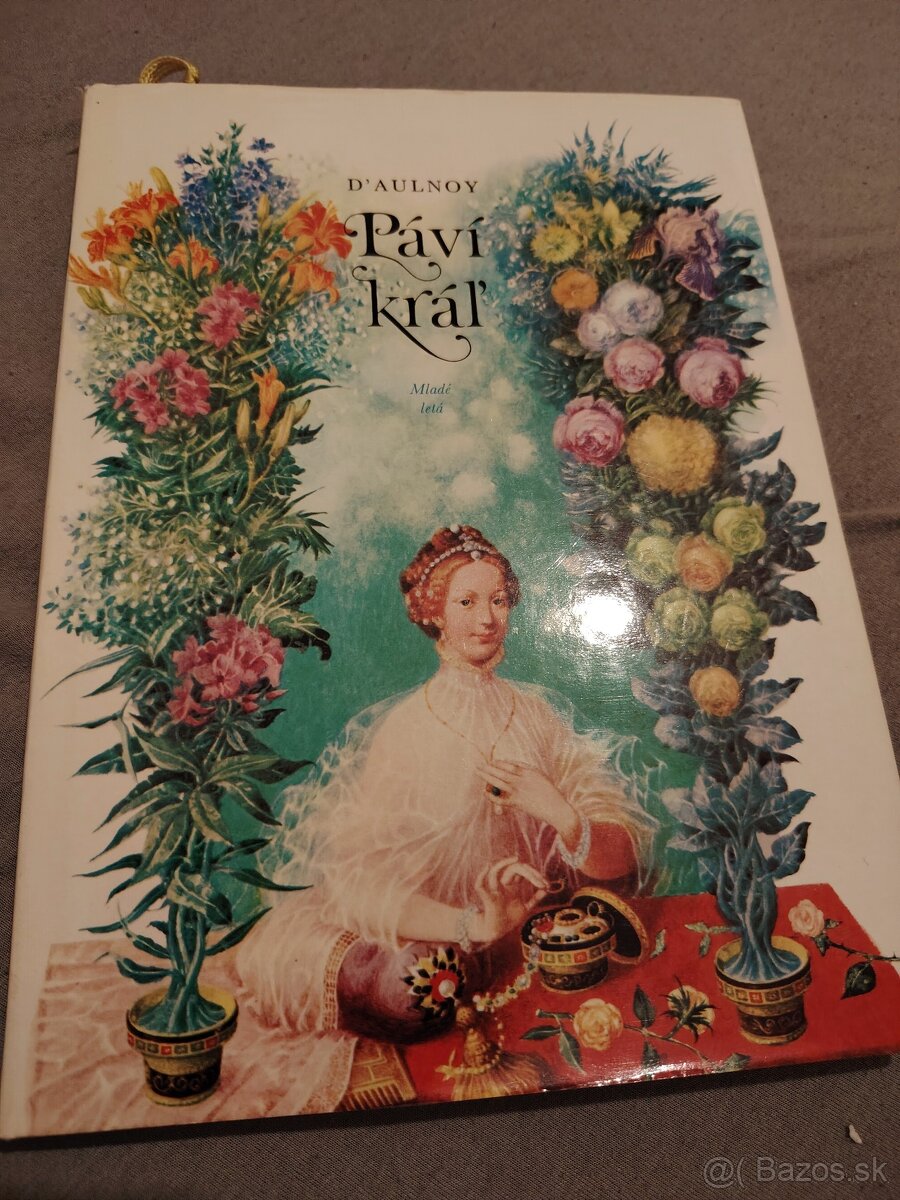 D'AULNOY
Páví
kráľ
Mladé
letá
@( Bazos.sk